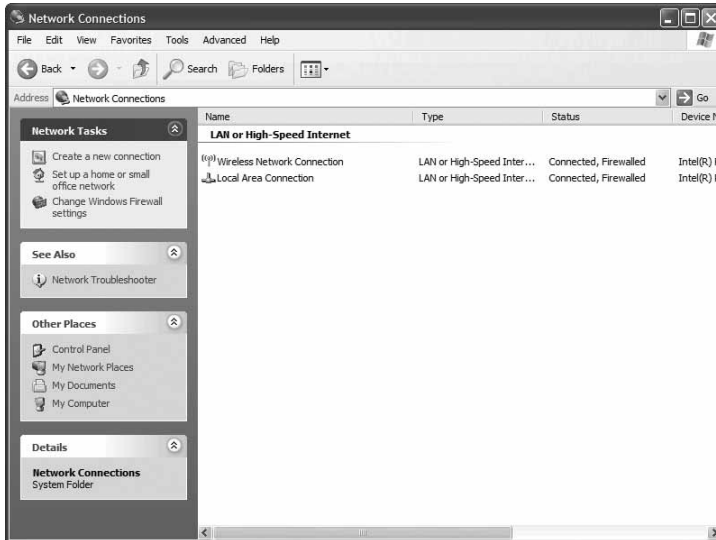 Network Connections
File Edit View Favorites Tools Advanced Help
Back Search Folders
Address Network Connections Go
Network Tasks
Create a new connection
Set up a home or small
office network
Change Windows Firewall
settings
See Also
Network Troubleshooter
Other Places
Control Panel
My Network Places
My Documents
My Computer
Details
Network Connections
System Folder
Name Type Status Device N
LAN or High-Speed Internet
Wireless Network Connection LAN or High-Speed Inter... Connected, Firewalled Intel(R)
Local Area Connection LAN or High-Speed Inter... Connected, Firewalled Intel(R)